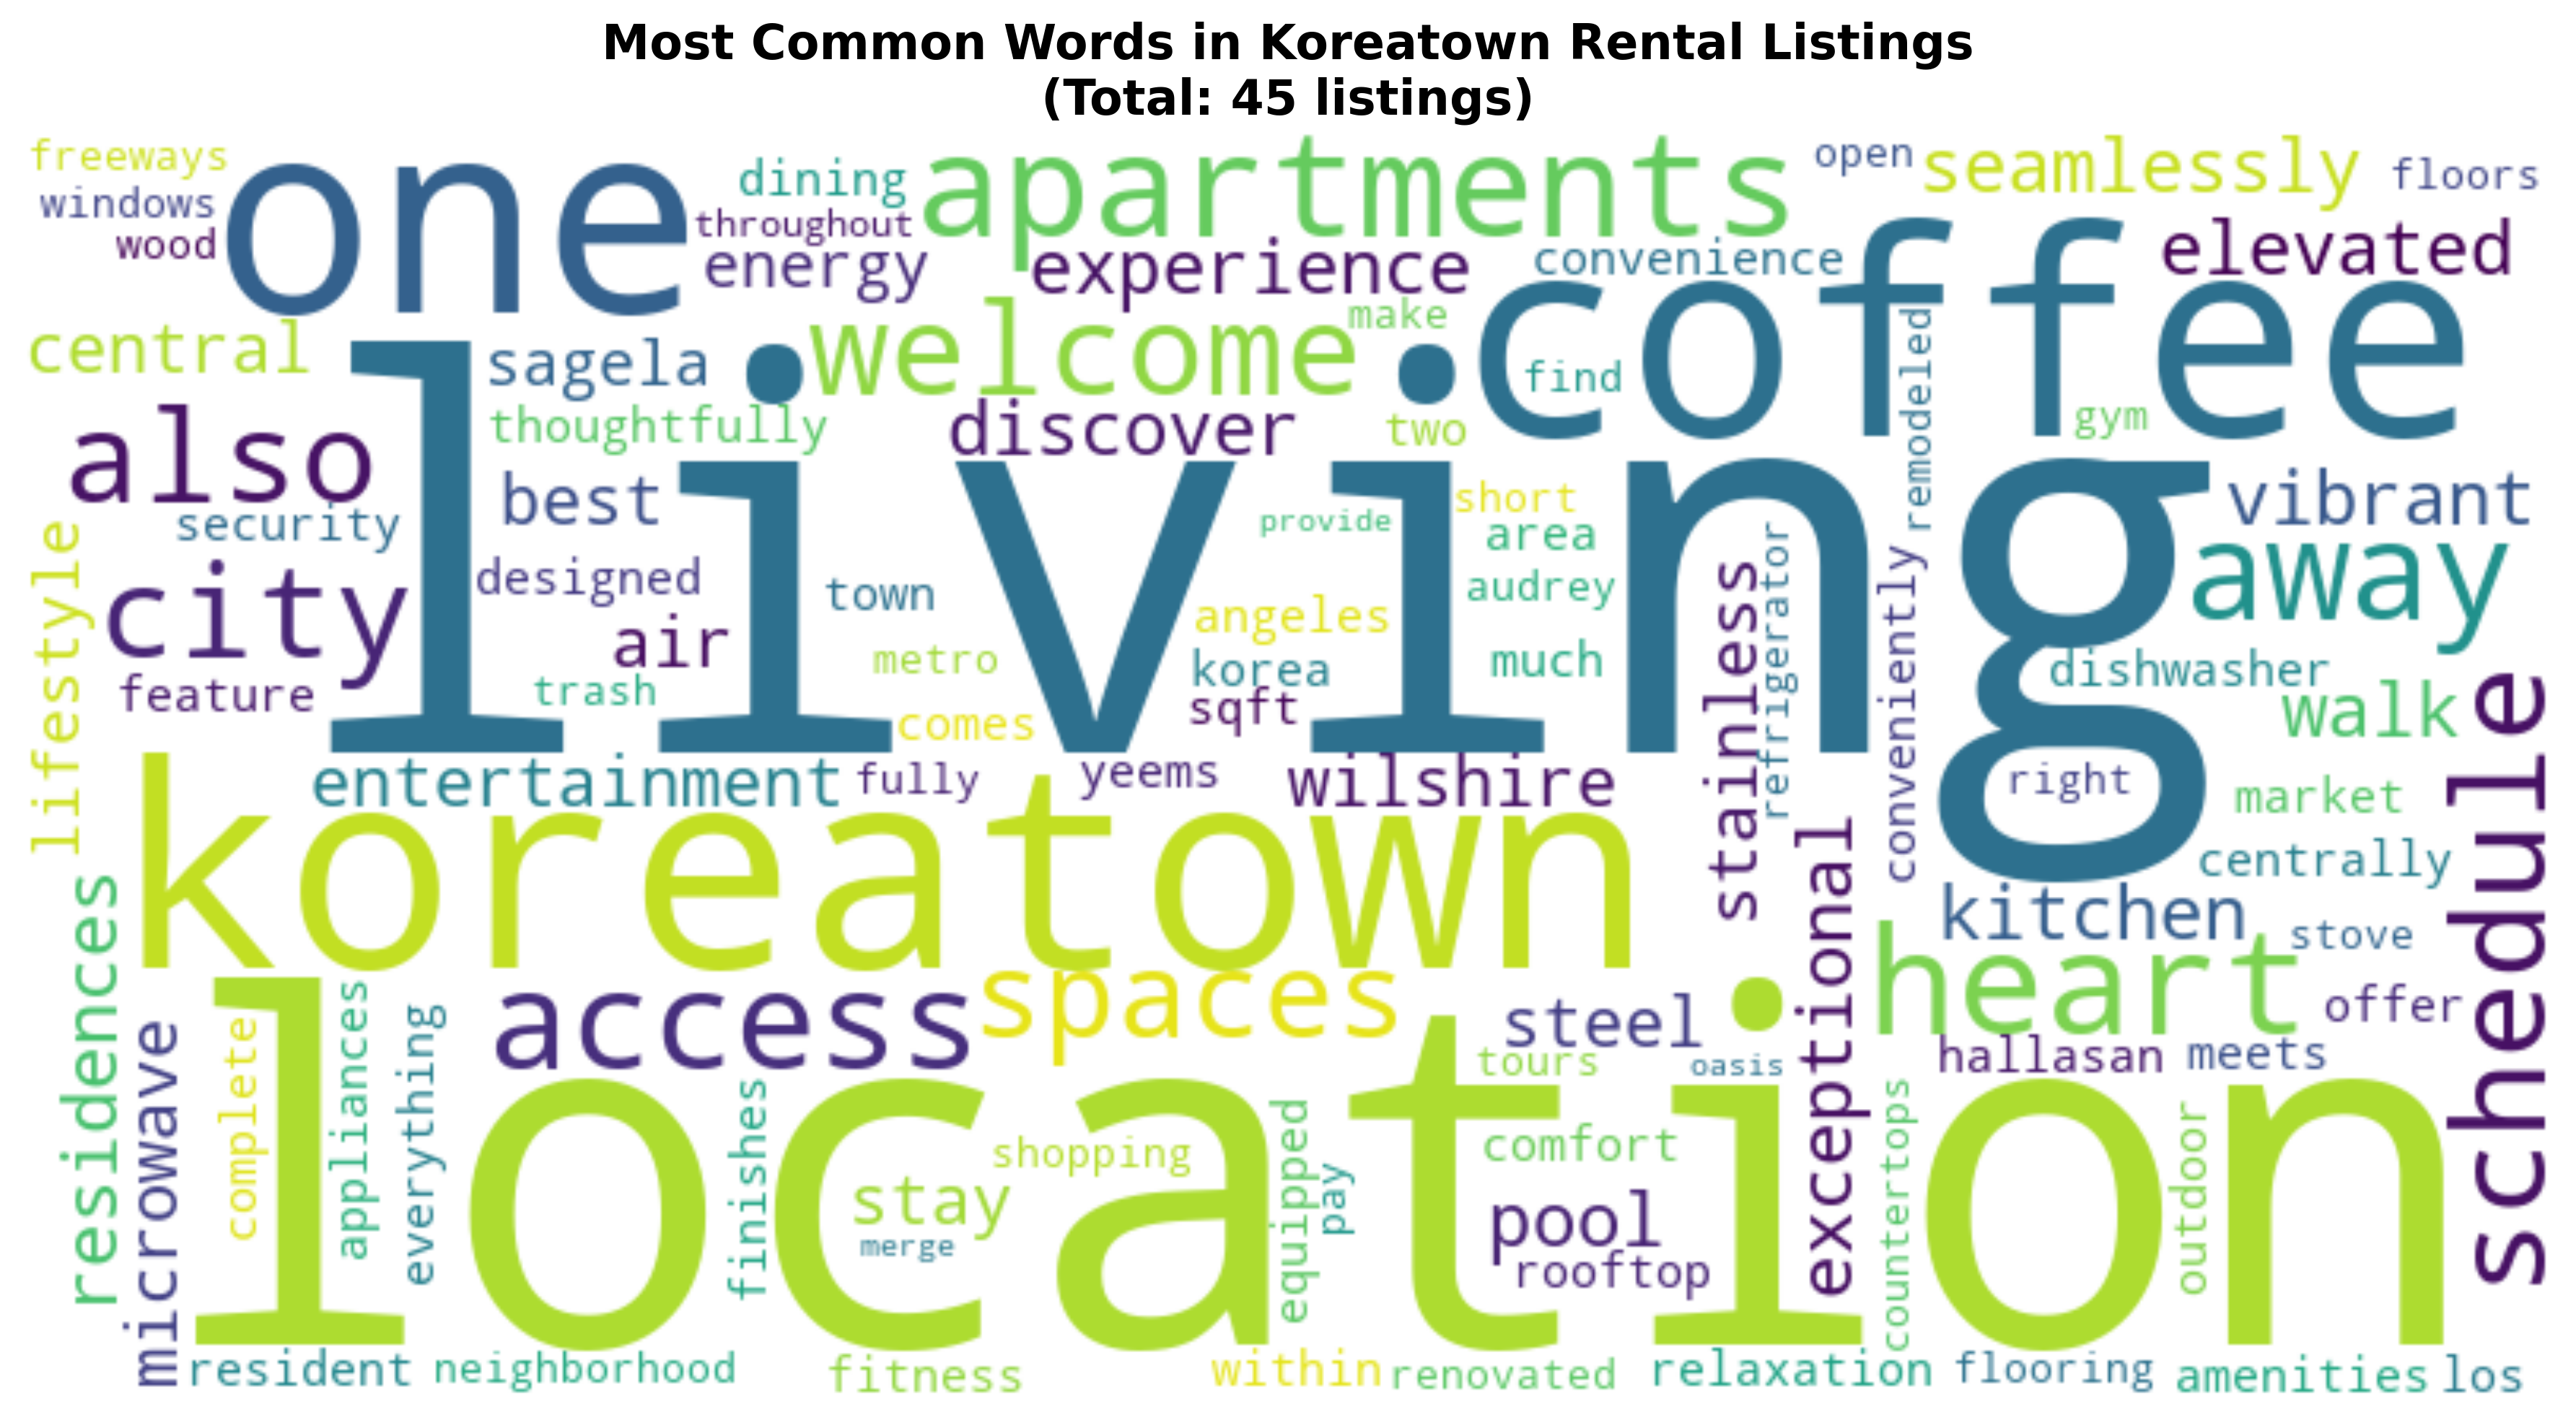 Most Common Words in Koreatown Rental Listings
(Total: 45 listings)
freeways
windows
wood
one
dining
throughout
energy
apartments
experience
open
seamlessly
floors
convenience
elevated
coffee
central
sagela
welcome
make
find
remodeled
gym
also
thoughtfully
discover
two
living
best
security
short
provide
area
vibrant
lifestyle
city
designed
town
air
angeles
audrey
away
metro
korea
much
stainless
refrigerator
conveniently
dishwasher
feature
trash
comes
sqft
walk
schedule
entertainment
fully
yeems
wilshire
right
market
koreatown
centrally
residences
exceptional
kitchen
stove
heart
access
spaces
steel
offer
microwave
complete
appliances
everything
tours
oasis
hallasan
meets
location
finishes
shopping
equipped
pay
comfort
countertops
outdoor
stay
merge
pool
rooftop
resident
neighborhood
fitness
within
renovated
relaxation
flooring
amenities
los